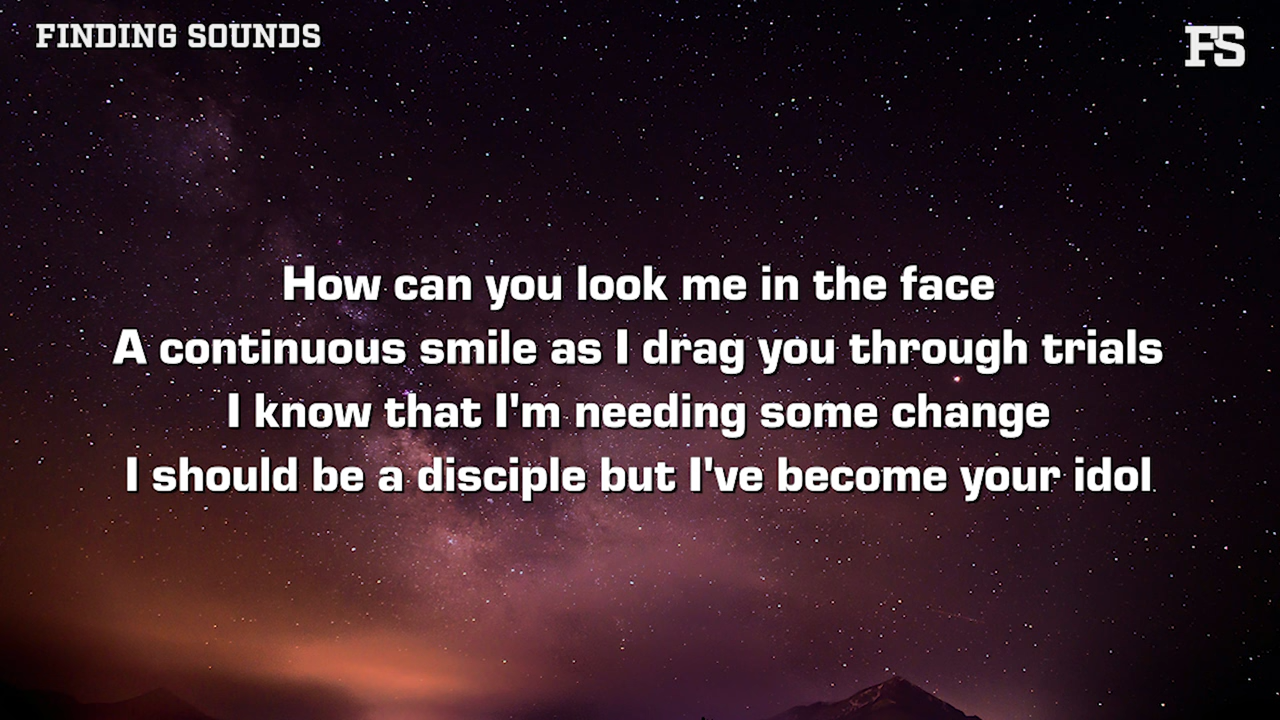 FINDING SOUNDS
FS
How can you look me in the face
A continuous smile as I drag you through trials
I know that I'm needing some change
I should be a disciple but I've become your idol